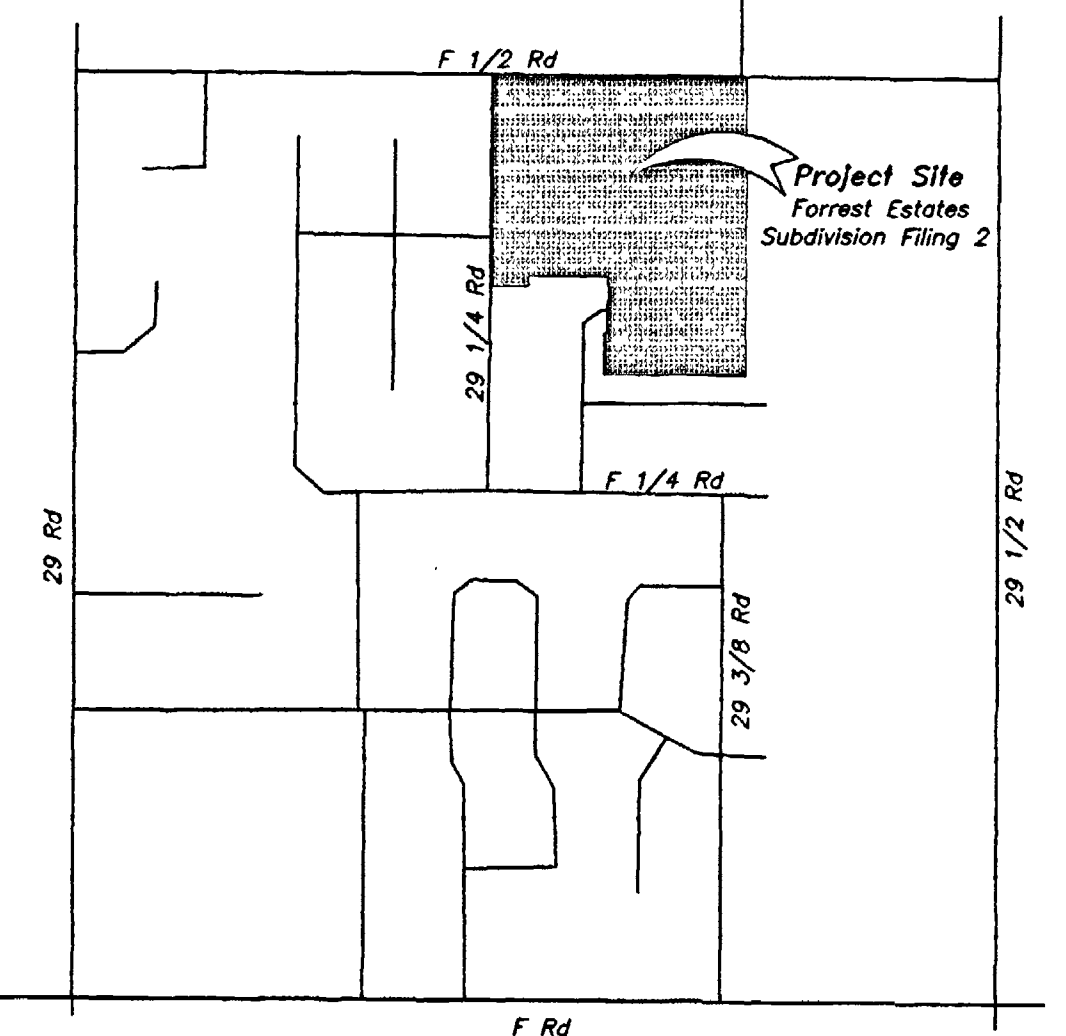 F 1/2 Rd
Project Site
Forrest Estates
Subdivision Filing 2
29 1/4 Rd
F 1/4 Rd
29 Rd
29 1/2 Rd
29 3/8 Rd
F Rd